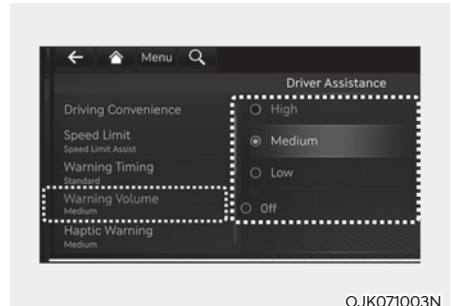 Menu
Driver Assistance
Driving Convenience
Speed Limit
Speed Limit Assist
Warning Timing
Standard
Warning Volume
Medium
Haptic Warning
Medium
High
Medium
Low
Off
OJK071003N